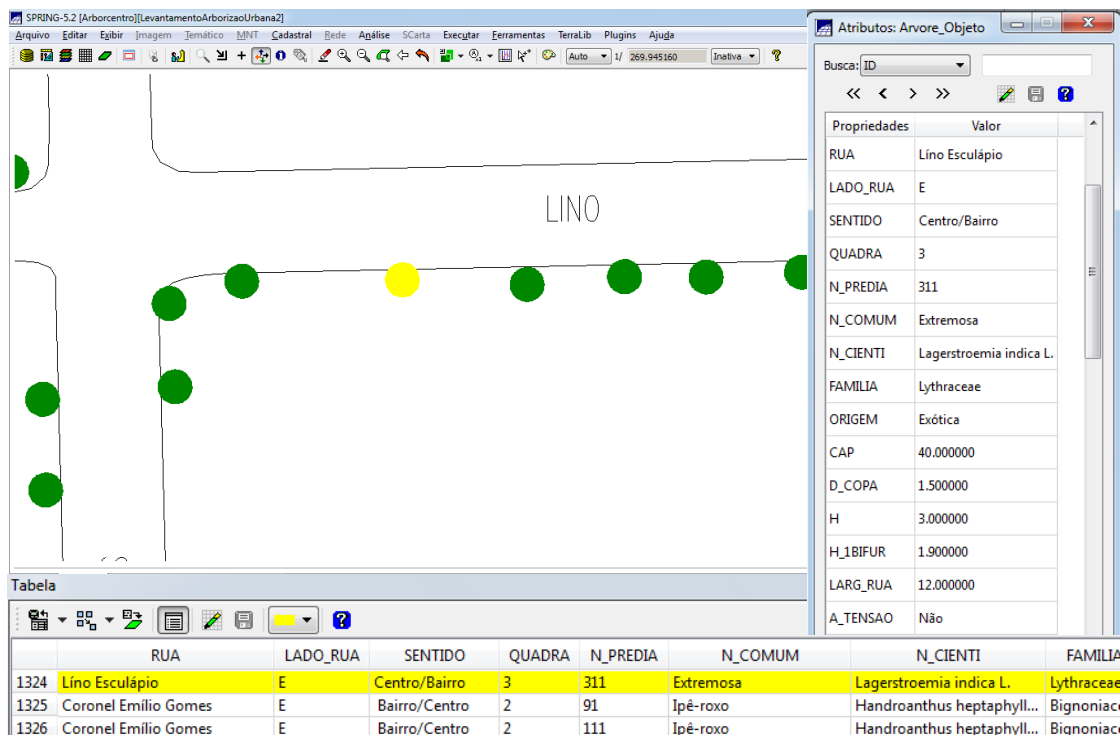 SPRING-5.2 [Arborcentro][LevantamentoArborizaoUrbana2]
Arquivo Editar Exibir Imagem Temático MNT Cadastral Rede Análise SCarta Executar Ferramentas TerraLib Plugins Ajuda
Auto 1/ 269.945160 Inativa
LINO
Atributos: Arvore_Objeto
Busca: ID
Propriedades Valor
RUA Líno Esculápio
LADO_RUA E
SENTIDO Centro/Bairro
QUADRA 3
N_PREDIA 311
N_COMUM Extremosa
N_CIENTI Lagerstroemia indica L.
FAMILIA Lythraceae
ORIGEM Exótica
CAP 40.000000
D_COPA 1.500000
H 3.000000
H_1BIFUR 1.900000
LARG_RUA 12.000000
A_TENSAO Não
Tabela
RUA LADO_RUA SENTIDO QUADRA N_PREDIA N_COMUM N_CIENTI FAMILIA
1324 Líno Esculápio E Centro/Bairro 3 311 Extremosa Lagerstroemia indica L. Lythraceae
1325 Coronel Emílio Gomes E Bairro/Centro 2 91 Ipê-roxo Handroanthus heptaphyll... Bignoniac
1326 Coronel Emílio Gomes E Bairro/Centro 2 111 Ipê-roxo Handroanthus heptaphyll... Bignoniac